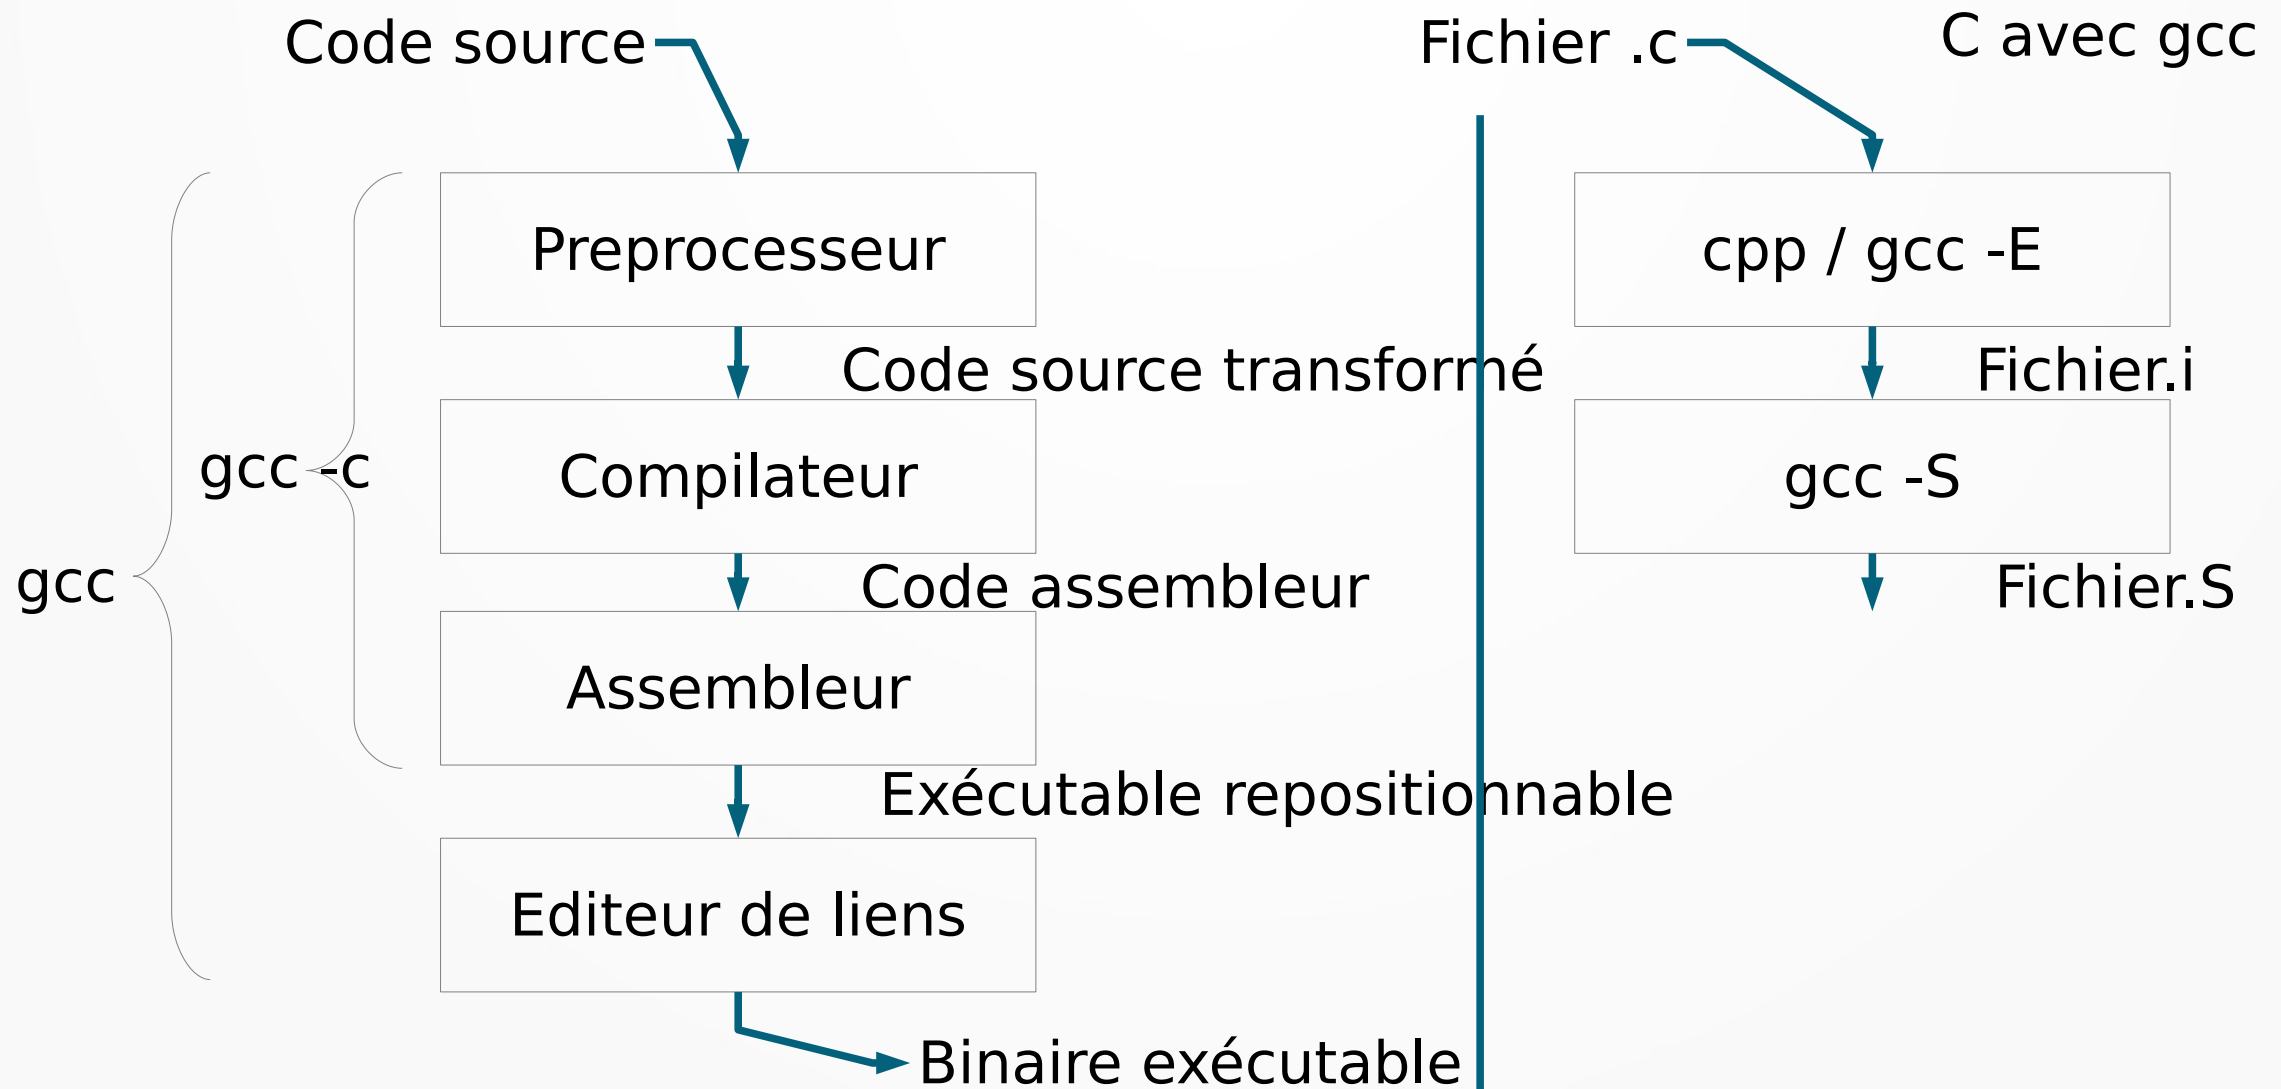 Code source
Fichier .c
C avec gcc
Preprocesseur
cpp / gcc -E
Code source transformé
Fichier.i
gcc -c
Compilateur
gcc -S
gcc
Code assembleur
Fichier.S
Assembleur
Exécutable repositionnable
Editeur de liens
Binaire exécutable